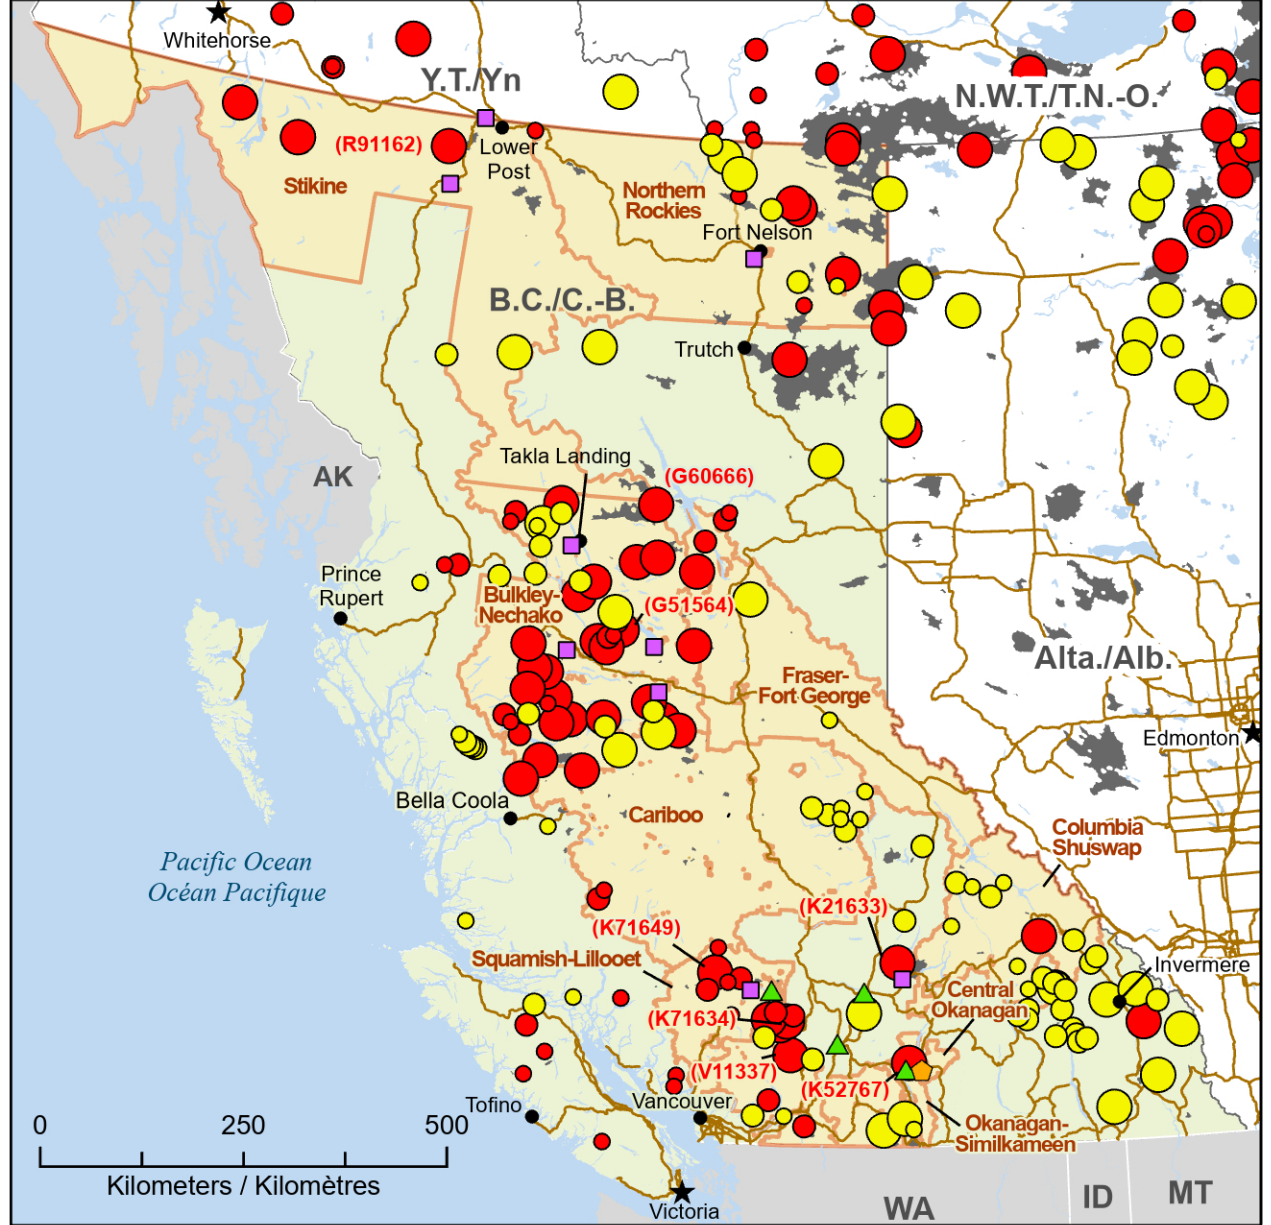 Whitehorse
Y.T./Yn
N.W.T./T.N.-O.
(R91162)
Lower
Post
Stikine
Northern
Rockies
Fort Nelson
B.C./C.-B.
Trutch
Takla Landing
(G60666)
AK
Prince
Rupert
Bulkley-
Nechako
(G51564)
Alta./Alb.
Fraser-
Fort George
Edmonton
Bella Coola
Cariboo
Columbia
Shuswap
Pacific Ocean
Océan Pacifique
(K21633)
(K71649)
Squamish-Lillooet
Invermere
Central
Okanagan
(K71634)
(V11337)
(K52767)
Vancouver
Tofino
0 250 500
Okanagan-
Similkameen
Kilometers / Kilomètres
Victoria
WA
ID
MT